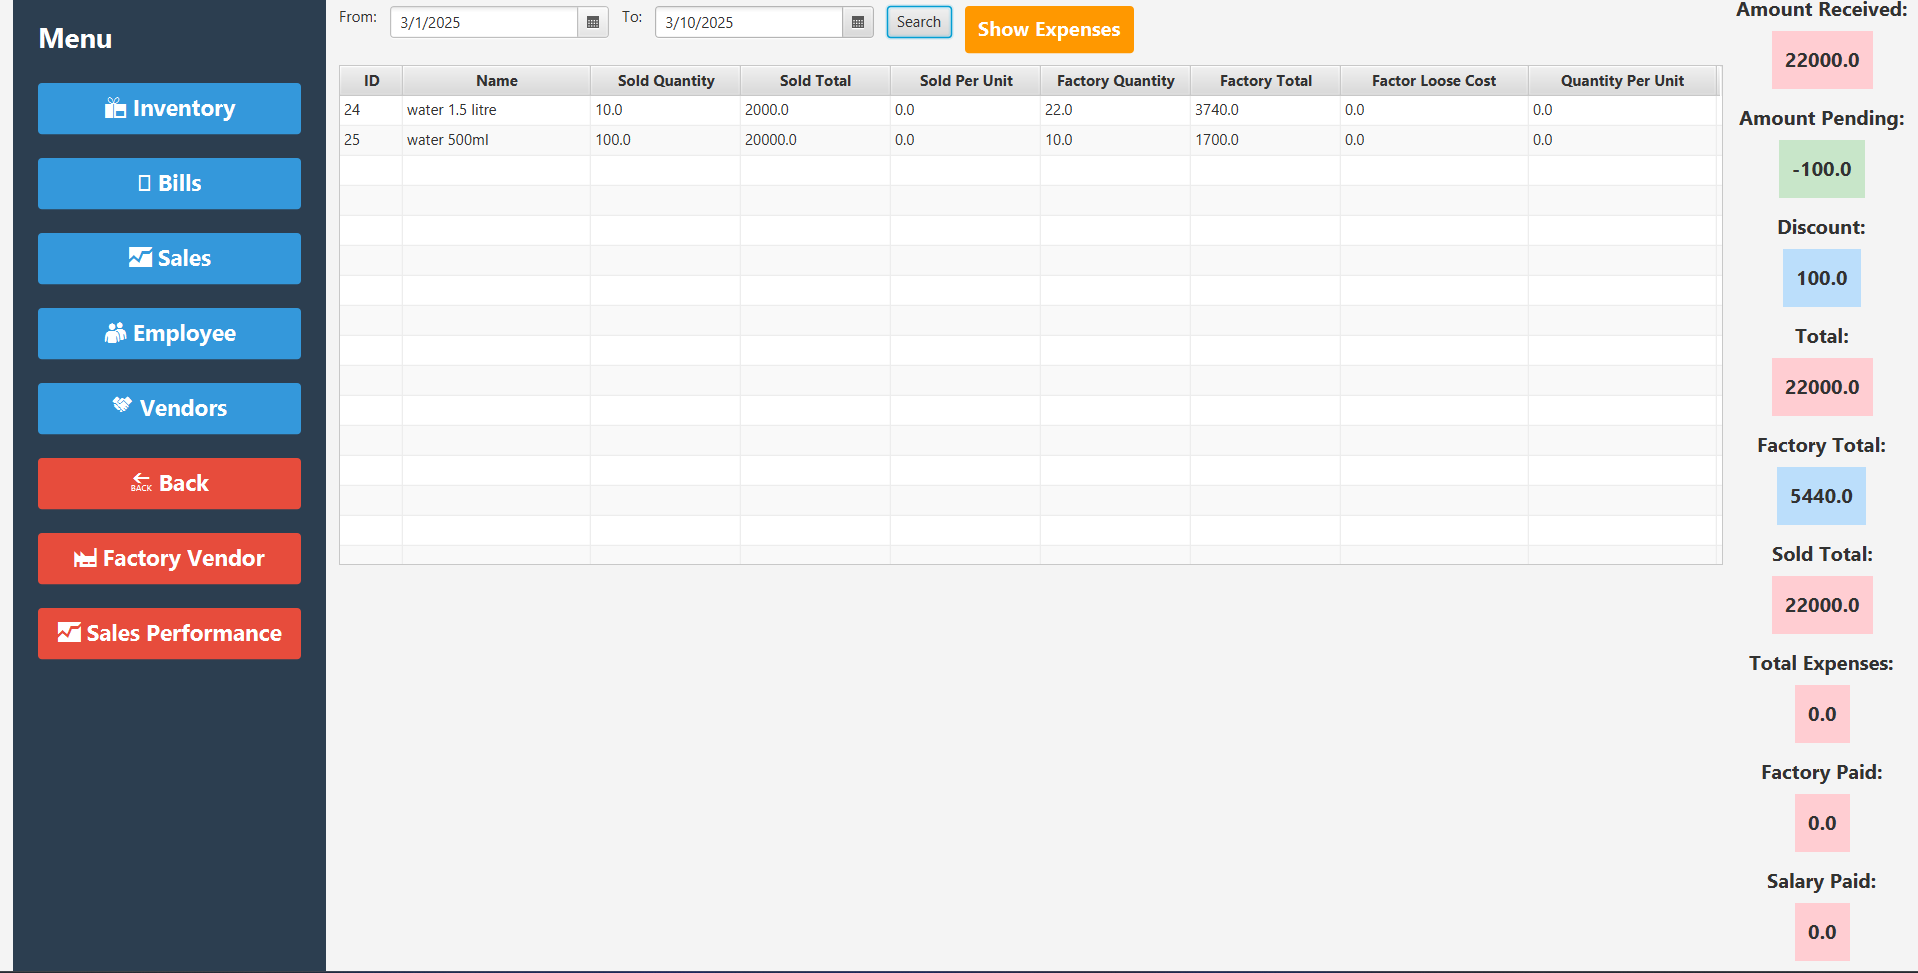 Menu
Inventory
Bills
Sales
Employee
Vendors
BACK Back
Factory Vendor
Sales Performance
From: 3/1/2025 To: 3/10/2025 Search Show Expenses
ID Name Sold Quantity Sold Total Sold Per Unit Factory Quantity Factory Total Factor Loose Cost Quantity Per Unit
24 water 1.5 litre 10.0 2000.0 0.0 22.0 3740.0 0.0 0.0
25 water 500ml 100.0 20000.0 0.0 10.0 1700.0 0.0 0.0
Amount Received:
22000.0
Amount Pending:
-100.0
Discount:
100.0
Total:
22000.0
Factory Total:
5440.0
Sold Total:
22000.0
Total Expenses:
0.0
Factory Paid:
0.0
Salary Paid:
0.0